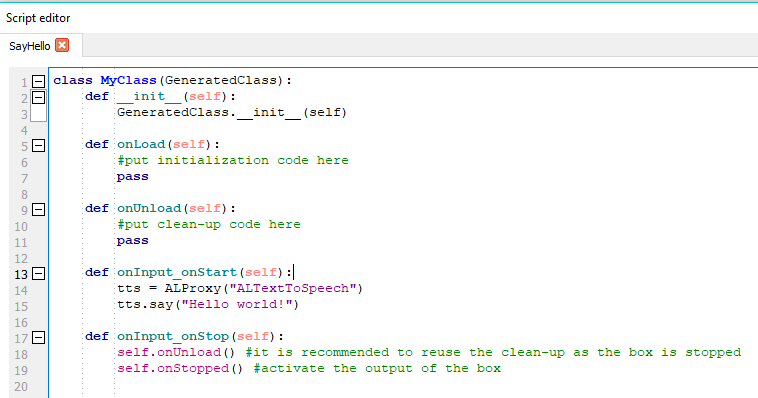 Script editor
SayHello
1 class MyClass(GeneratedClass):
2     def __init__(self):
3         GeneratedClass.__init__(self)
4
5     def onLoad(self):
6         #put initialization code here
7         pass
8
9     def onUnload(self):
10         #put clean-up code here
11         pass
12
13     def onInput_onStart(self):
14         tts = ALProxy("ALTextToSpeech")
15         tts.say("Hello world!")
16
17     def onInput_onStop(self):
18         self.onUnload() #it is recommended to reuse the clean-up as the box is stopped
19         self.onStopped() #activate the output of the box
20